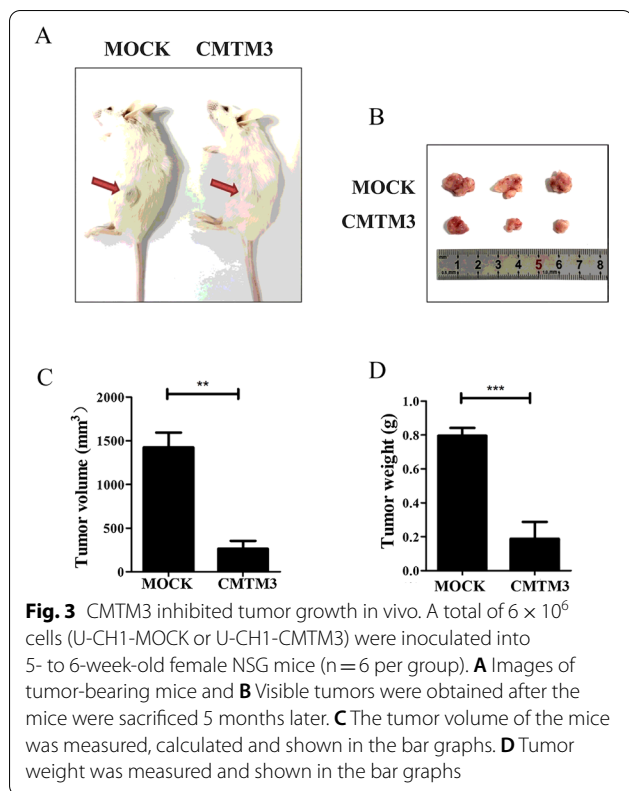 A
MOCK CMTM3
B
MOCK
CMTM3
1 2 3 4 5 6 7 8
C
Tumor volume (mm³)
2000
1500
1000
500
0
**
MOCK CMTM3
D
Tumor weight (g)
1.0
0.8
0.6
0.4
0.2
0.0
***
MOCK CMTM3
Fig. 3 CMTM3 inhibited tumor growth in vivo. A total of 6 × 10⁶
cells (U-CH1-MOCK or U-CH1-CMTM3) were inoculated into
5- to 6-week-old female NSG mice (n = 6 per group). A Images of
tumor-bearing mice and B Visible tumors were obtained after the
mice were sacrificed 5 months later. C The tumor volume of the mice
was measured, calculated and shown in the bar graphs. D Tumor
weight was measured and shown in the bar graphs